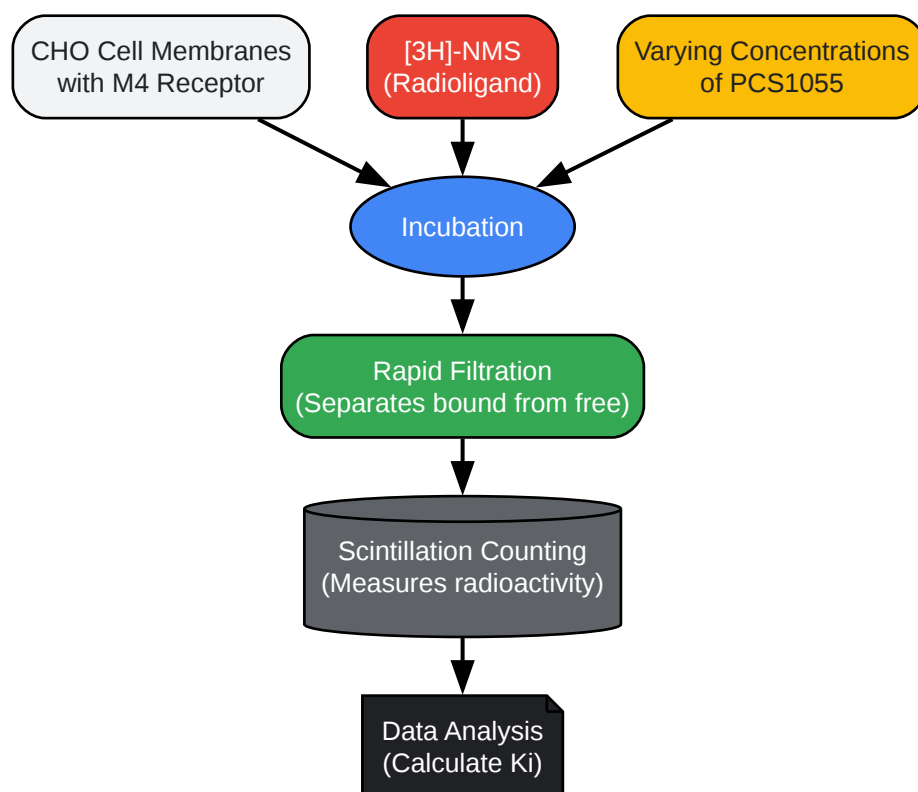 CHO Cell Membranes
with M4 Receptor
[3H]-NMS
(Radioligand)
Varying Concentrations
of PCS1055
Incubation
Rapid Filtration
(Separates bound from free)
Scintillation Counting
(Measures radioactivity)
Data Analysis
(Calculate Ki)